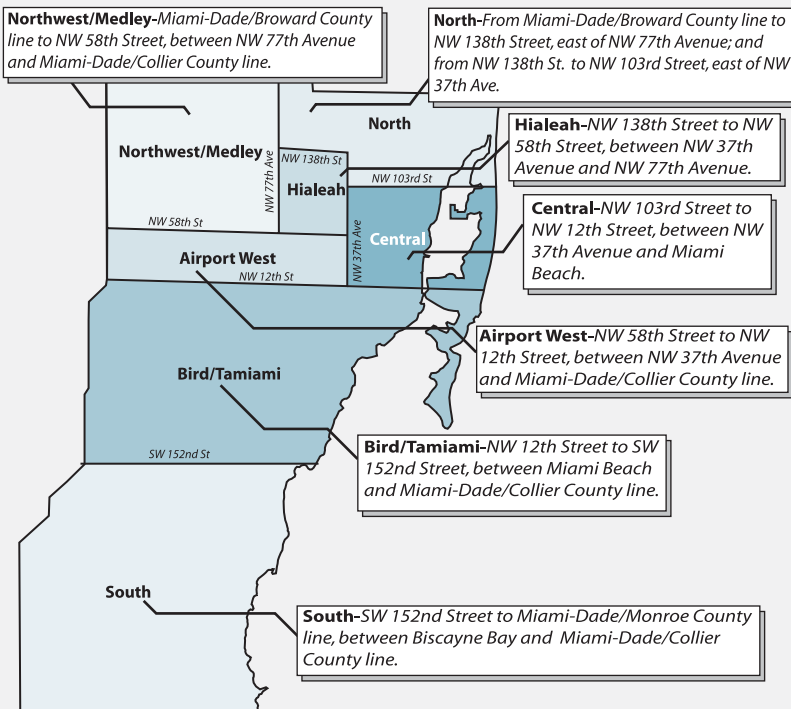 Northwest/Medley-Miami-Dade/Broward County
line to NW 58th Street, between NW 77th Avenue
and Miami-Dade/Collier County line.
North-From Miami-Dade/Broward County line to
NW 138th Street, east of NW 77th Avenue; and
from NW 138th St. to NW 103rd Street, east of NW
37th Ave.
North
Hialeah-NW 138th Street to NW
58th Street, between NW 37th
Avenue and NW 77th Avenue.
Northwest/Medley
NW 77th Ave
NW 138th St
Hialeah
NW 103rd St
Central-NW 103rd Street to
NW 12th Street, between NW
37th Avenue and Miami
Beach.
NW 58th St
NW 37th Ave
Central
Airport West
NW 12th St
Airport West-NW 58th Street to NW
12th Street, between NW 37th Avenue
and Miami-Dade/Collier County line.
Bird/Tamiami
Bird/Tamiami-NW 12th Street to SW
152nd Street, between Miami Beach
and Miami-Dade/Collier County line.
SW 152nd St
South
South-SW 152nd Street to Miami-Dade/Monroe County
line, between Biscayne Bay and Miami-Dade/Collier
County line.